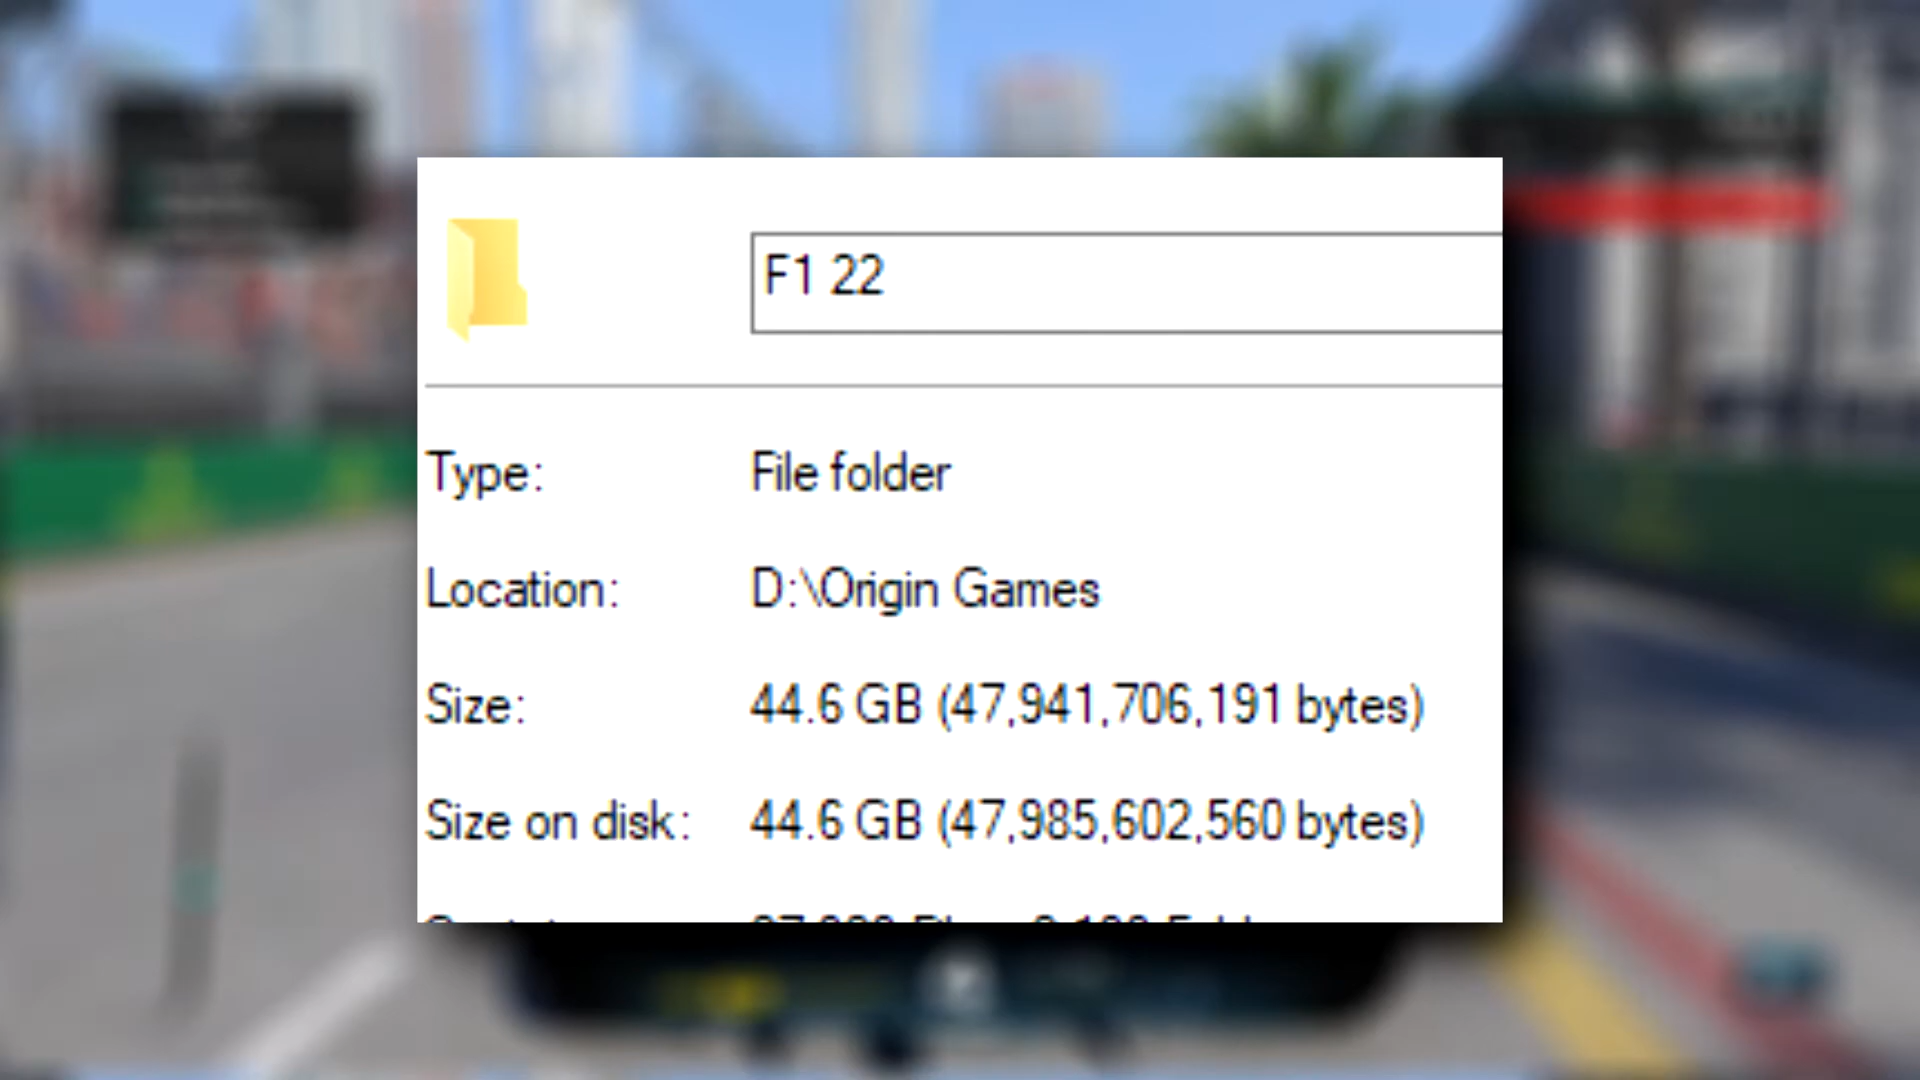 F1 22
Type: File folder
Location: D:\Origin Games
Size: 44.6 GB (47,941,706,191 bytes)
Size on disk: 44.6 GB (47,985,602,560 bytes)